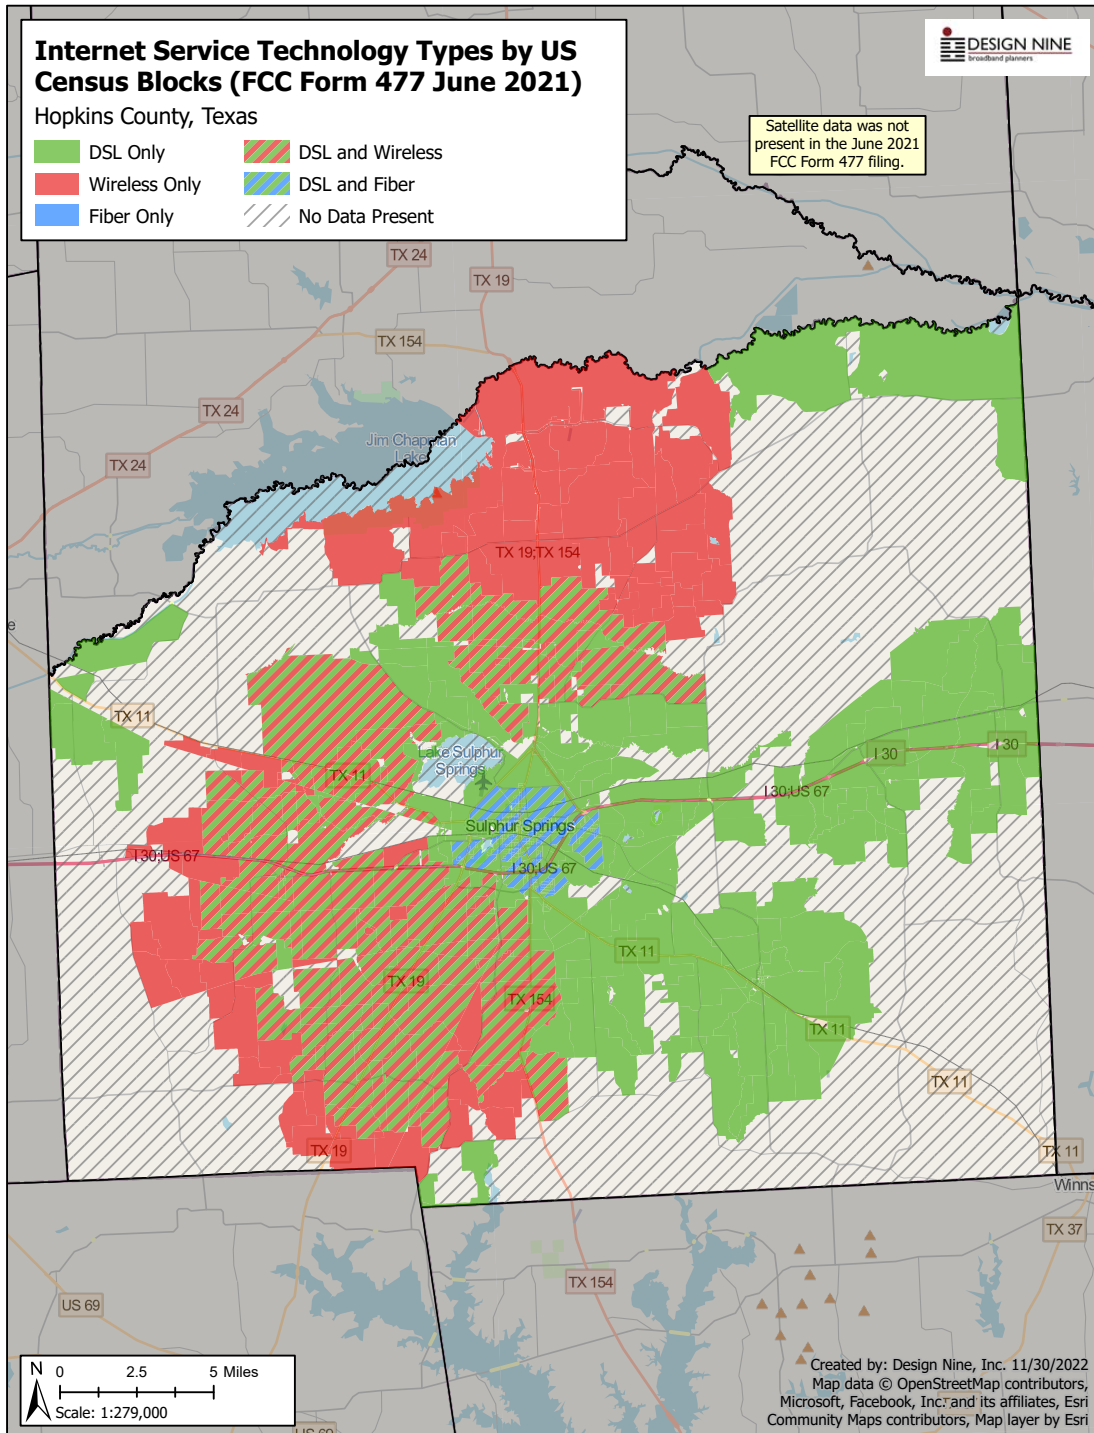 Internet Service Technology Types by US
Census Blocks (FCC Form 477 June 2021)
Hopkins County, Texas
DSL Only
DSL and Wireless
Wireless Only
DSL and Fiber
Fiber Only
No Data Present
DESIGN NINE
broadband planners
Satellite data was not
present in the June 2021
FCC Form 477 filing.
TX 24
TX 19
TX 154
TX 24
Jim Chapman
Lake
TX 24
TX 19;TX 154
e
TX 11
I 30
I 30
Lake Sulphur
Springs
TX 11
I 30;US 67
Sulphur Springs
I 30;US 67
I 30;US 67
TX 11
TX 19
TX 154
TX 11
TX 11
TX 19
TX 11
Winns
TX 37
TX 154
US 69
US 69
N
0 2.5 5 Miles
Scale: 1:279,000
Created by: Design Nine, Inc. 11/30/2022
Map data © OpenStreetMap contributors,
Microsoft, Facebook, Inc. and its affiliates, Esri
Community Maps contributors, Map layer by Esri